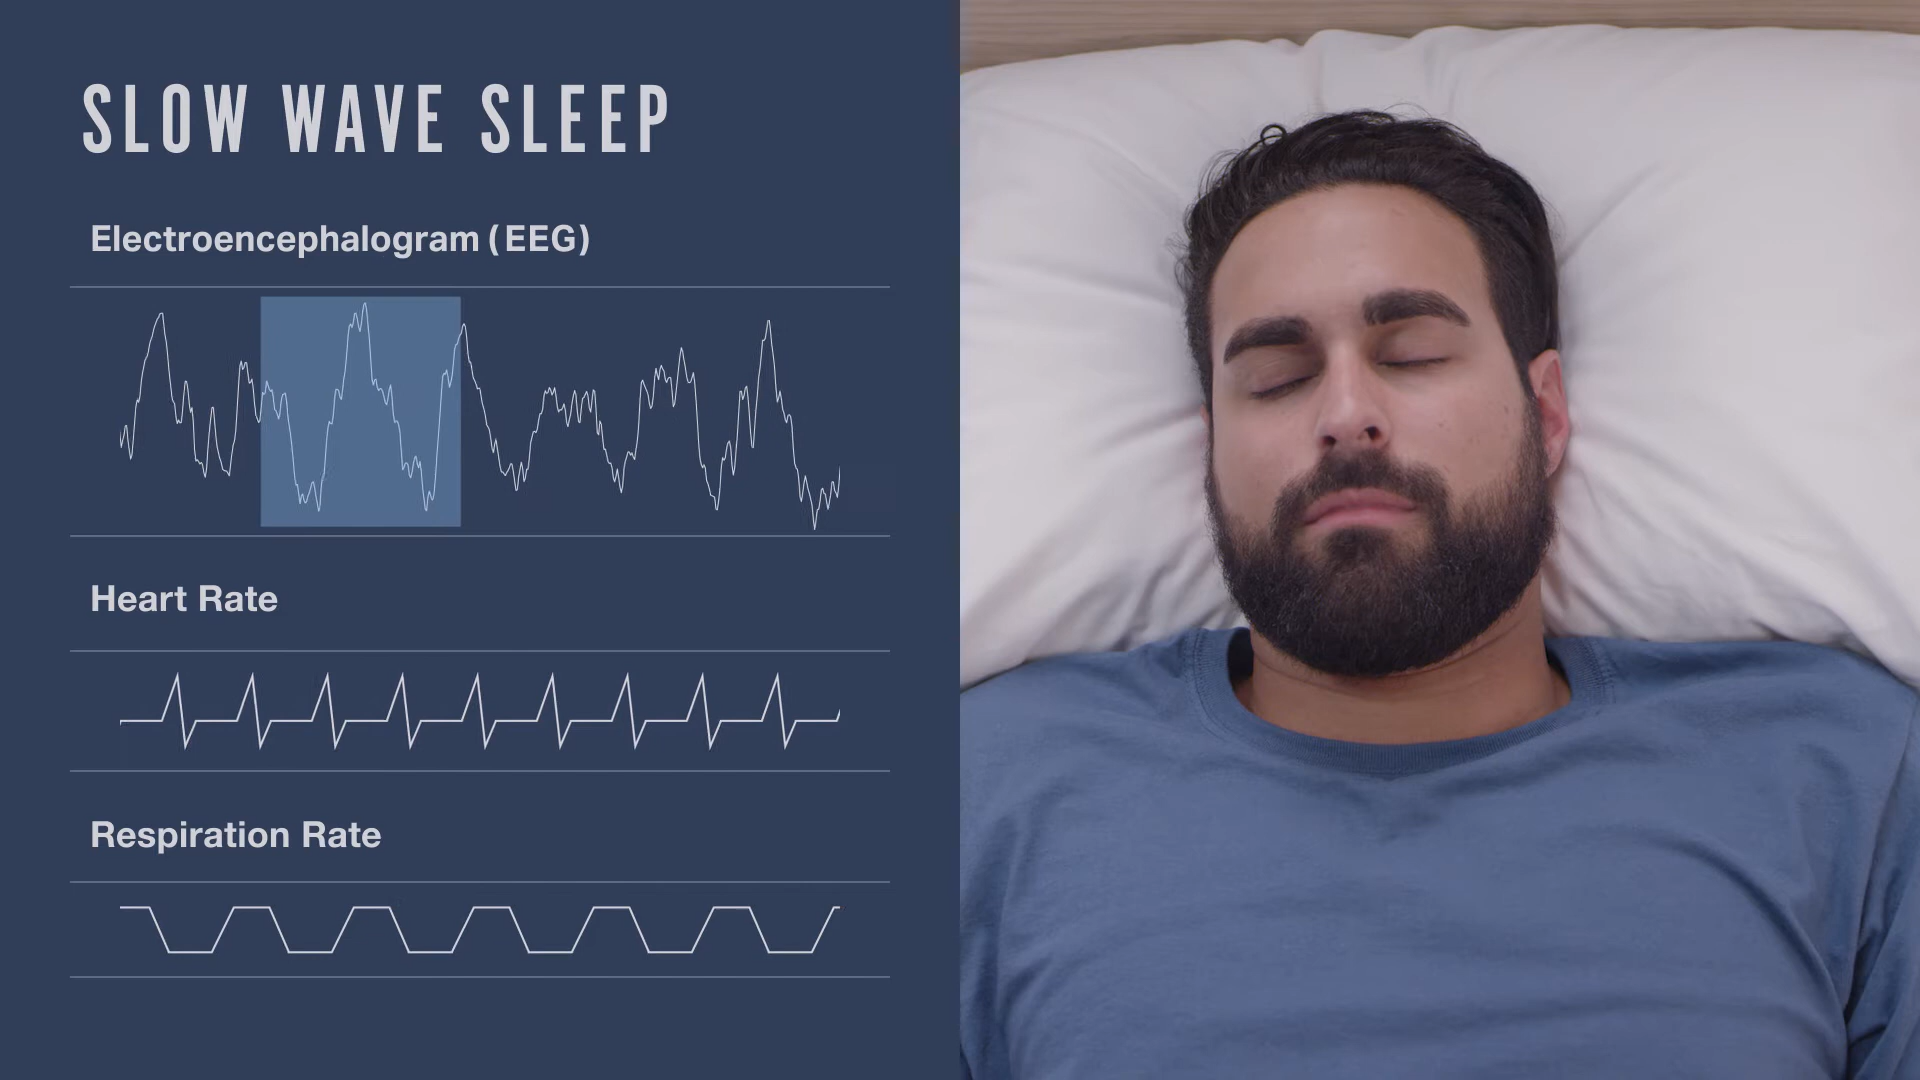 SLOW WAVE SLEEP
Electroencephalogram (EEG)
Heart Rate
Respiration Rate